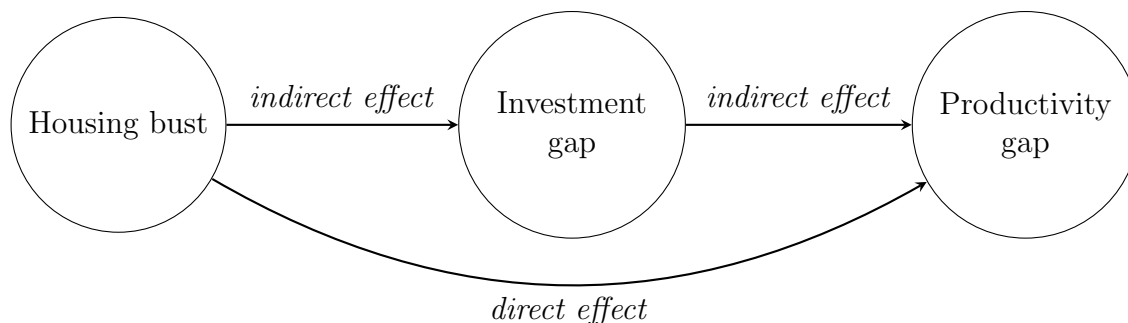 indirect effect
indirect effect
Housing bust
Investment
gap
Productivity
gap
direct effect